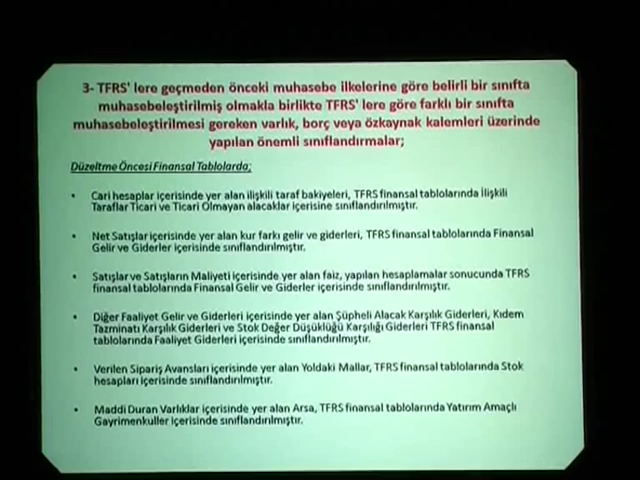 3- TFRS' lere geçmeden önceki muhasebe ilkelerine göre belirli bir sınıfta
muhasebeleştirilmiş olmakla birlikte TFRS' lere göre farklı bir sınıfta
muhasebeleştirilmesi gereken varlık, borç veya özkaynak kalemleri üzerinde
yapılan önemli sınıflandırmalar;
Düzeltme Öncesi Finansal Tablolarda;
• Cari hesaplar içerisinde yer alan ilişkili taraf bakiyeleri, TFRS finansal tablolarında İlişkili
Taraflar Ticari ve Ticari Olmayan alacaklar içerisine sınıflandırılmıştır.
• Net Satışlar içerisinde yer alan kur farkı gelir ve giderleri, TFRS finansal tablolarında Finansal
Gelir ve Giderler içerisinde sınıflandırılmıştır.
• Satışlar ve Satışların Maliyeti içerisinde yer alan faiz, yapılan hesaplamalar sonucunda TFRS
finansal tablolarında Finansal Gelir ve Giderler içerisinde sınıflandırılmıştır.
• Diğer Faaliyet Gelir ve Giderleri içerisinde yer alan Şüpheli Alacak Karşılık Giderleri, Kıdem
Tazminatı Karşılık Giderleri ve Stok Değer Düşüklüğü Karşılığı Giderleri TFRS finansal
tablolarında Faaliyet Giderleri içerisinde sınıflandırılmıştır.
• Verilen Sipariş Avansları içerisinde yer alan Yoldaki Mallar, TFRS finansal tablolarında Stok
hesapları içerisinde sınıflandırılmıştır.
• Maddi Duran Varlıklar içerisinde yer alan Arsa, TFRS finansal tablolarında Yatırım Amaçlı
Gayrimenkuller içerisinde sınıflandırılmıştır.